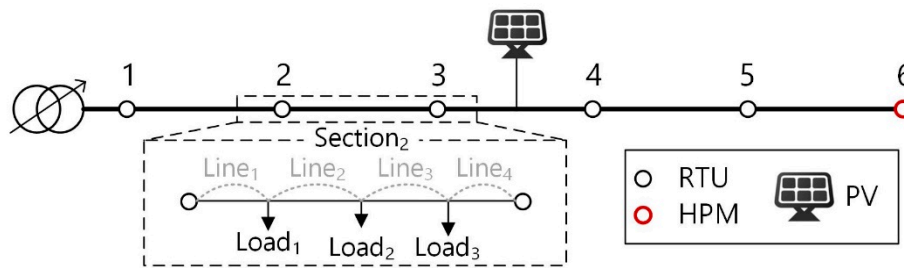 1 2 3 4 5 6
Section₂
Line₁ Line₂ Line₃ Line₄
Load₁ Load₂ Load₃
RTU
HPM
PV